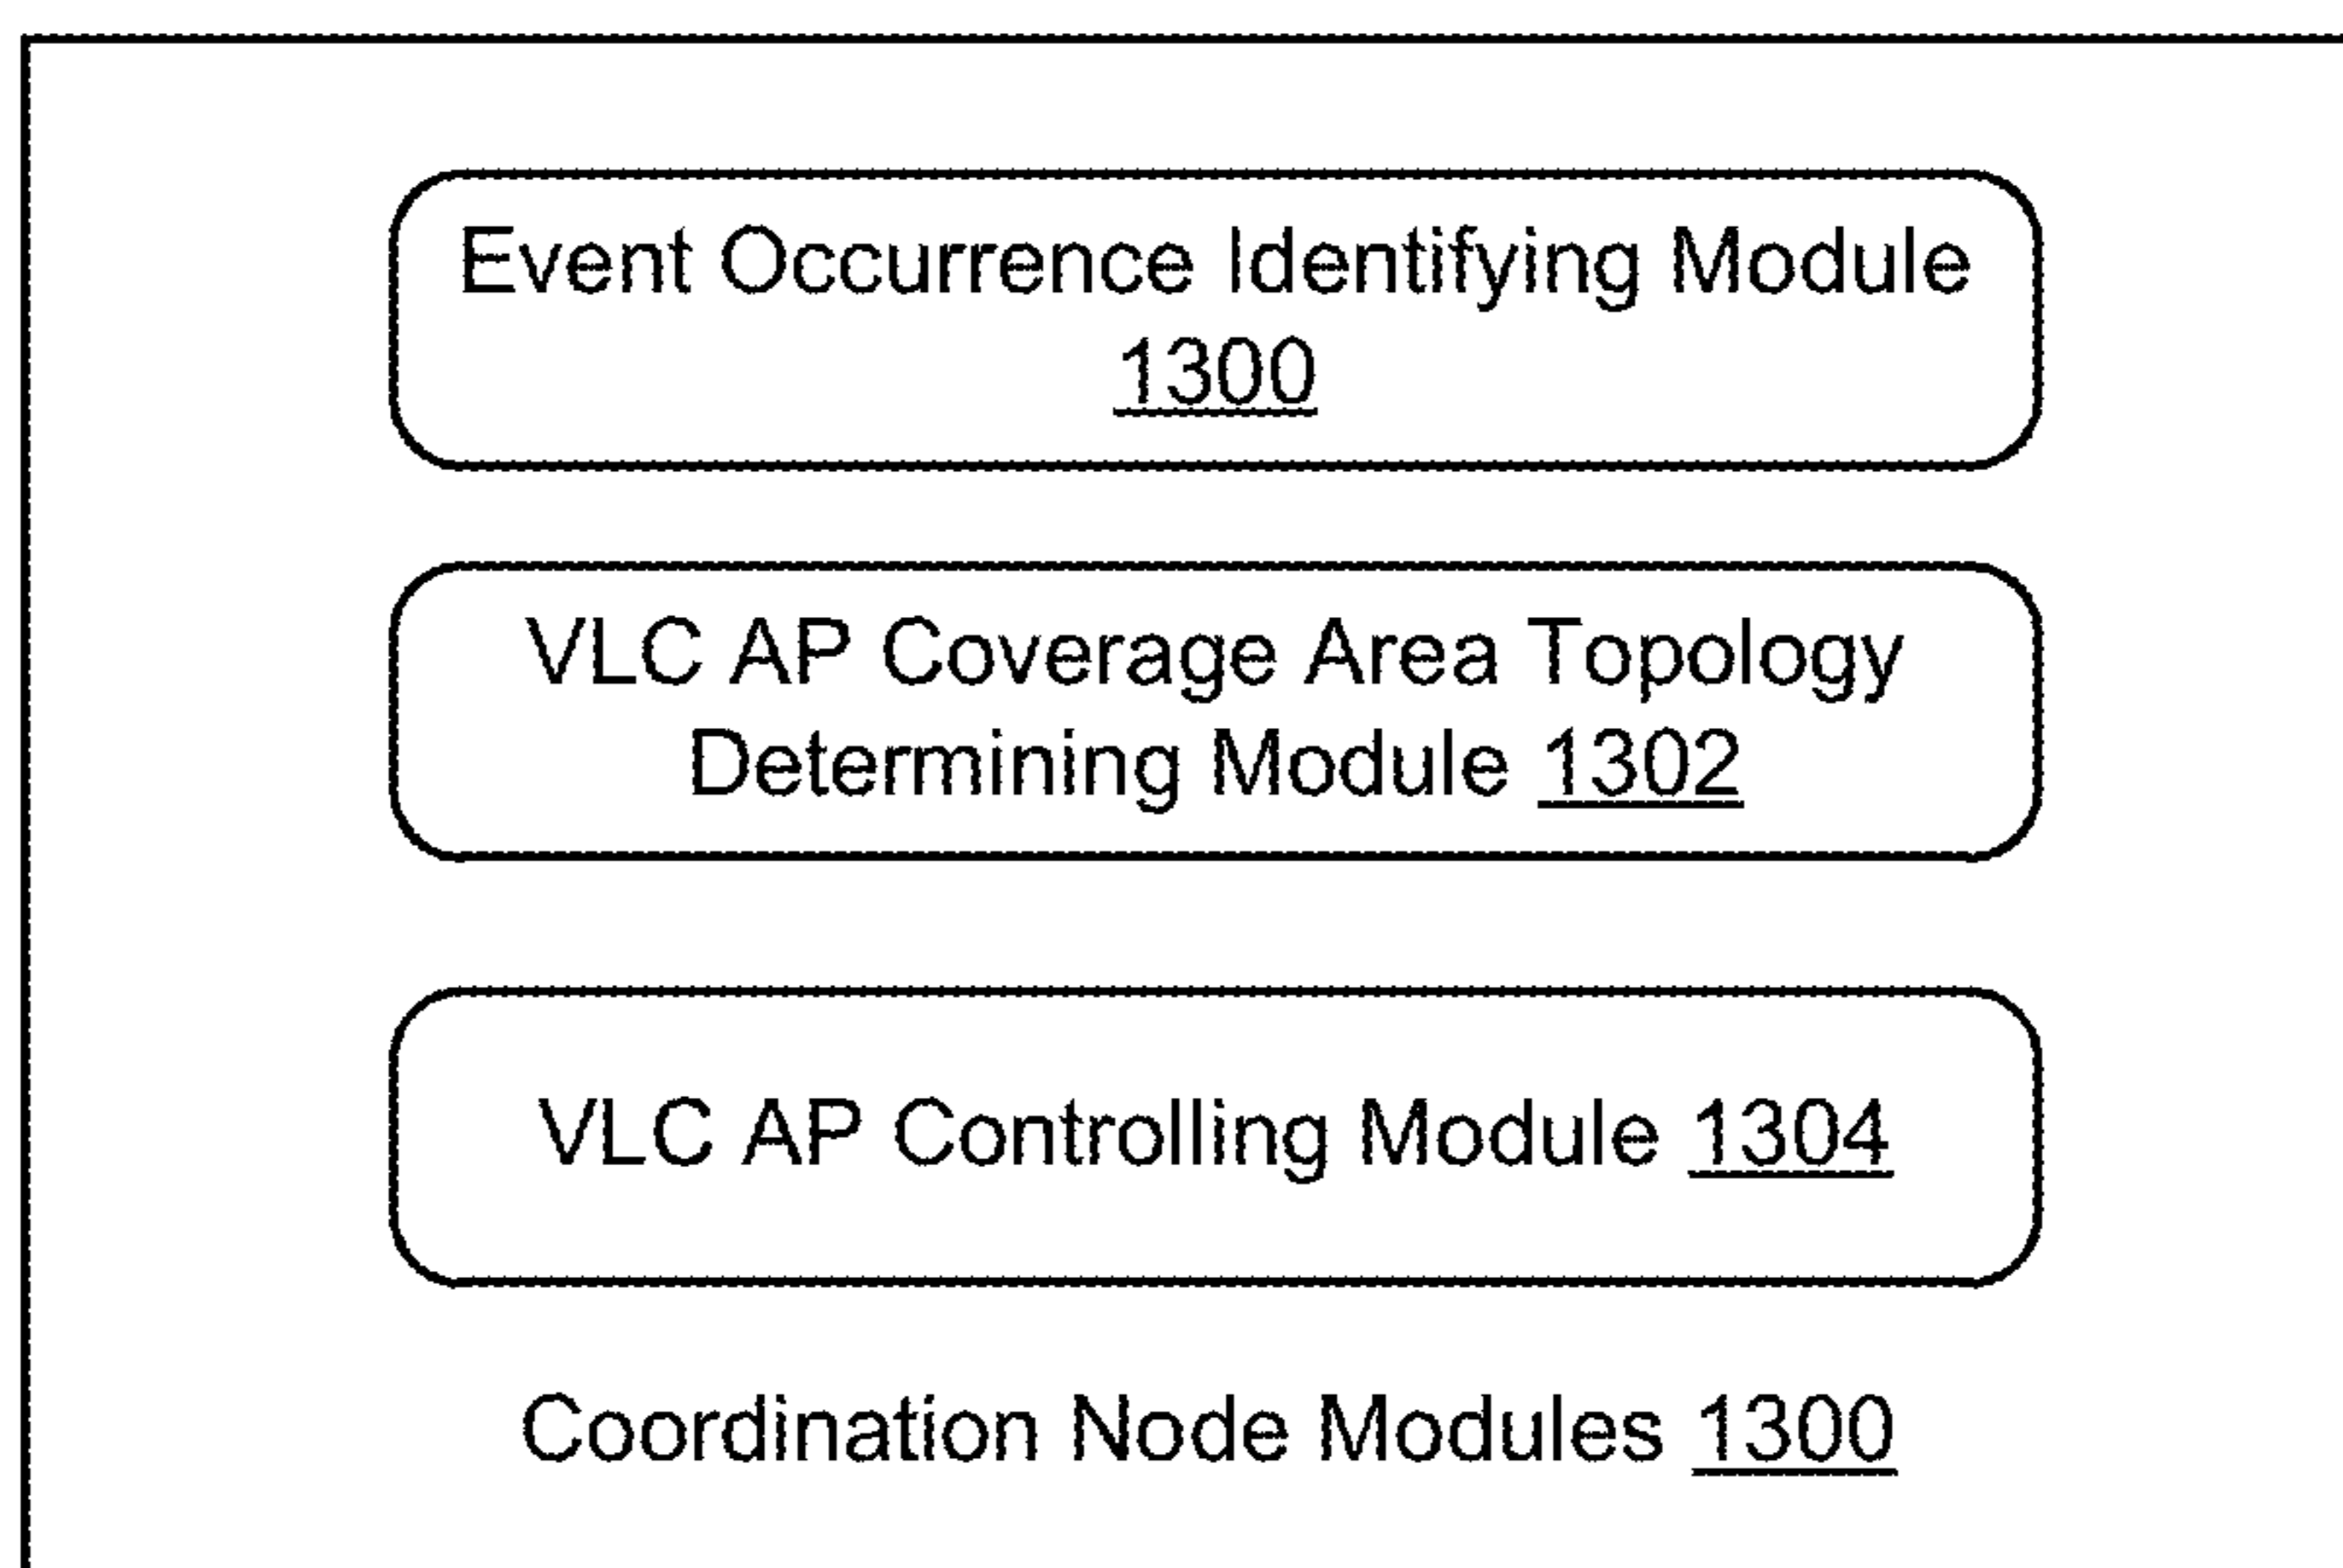 Event Occurrence Identifying Module
1300
VLC AP Coverage Area Topology
Determining Module 1302
VLC AP Controlling Module 1304
Coordination Node Modules 1300